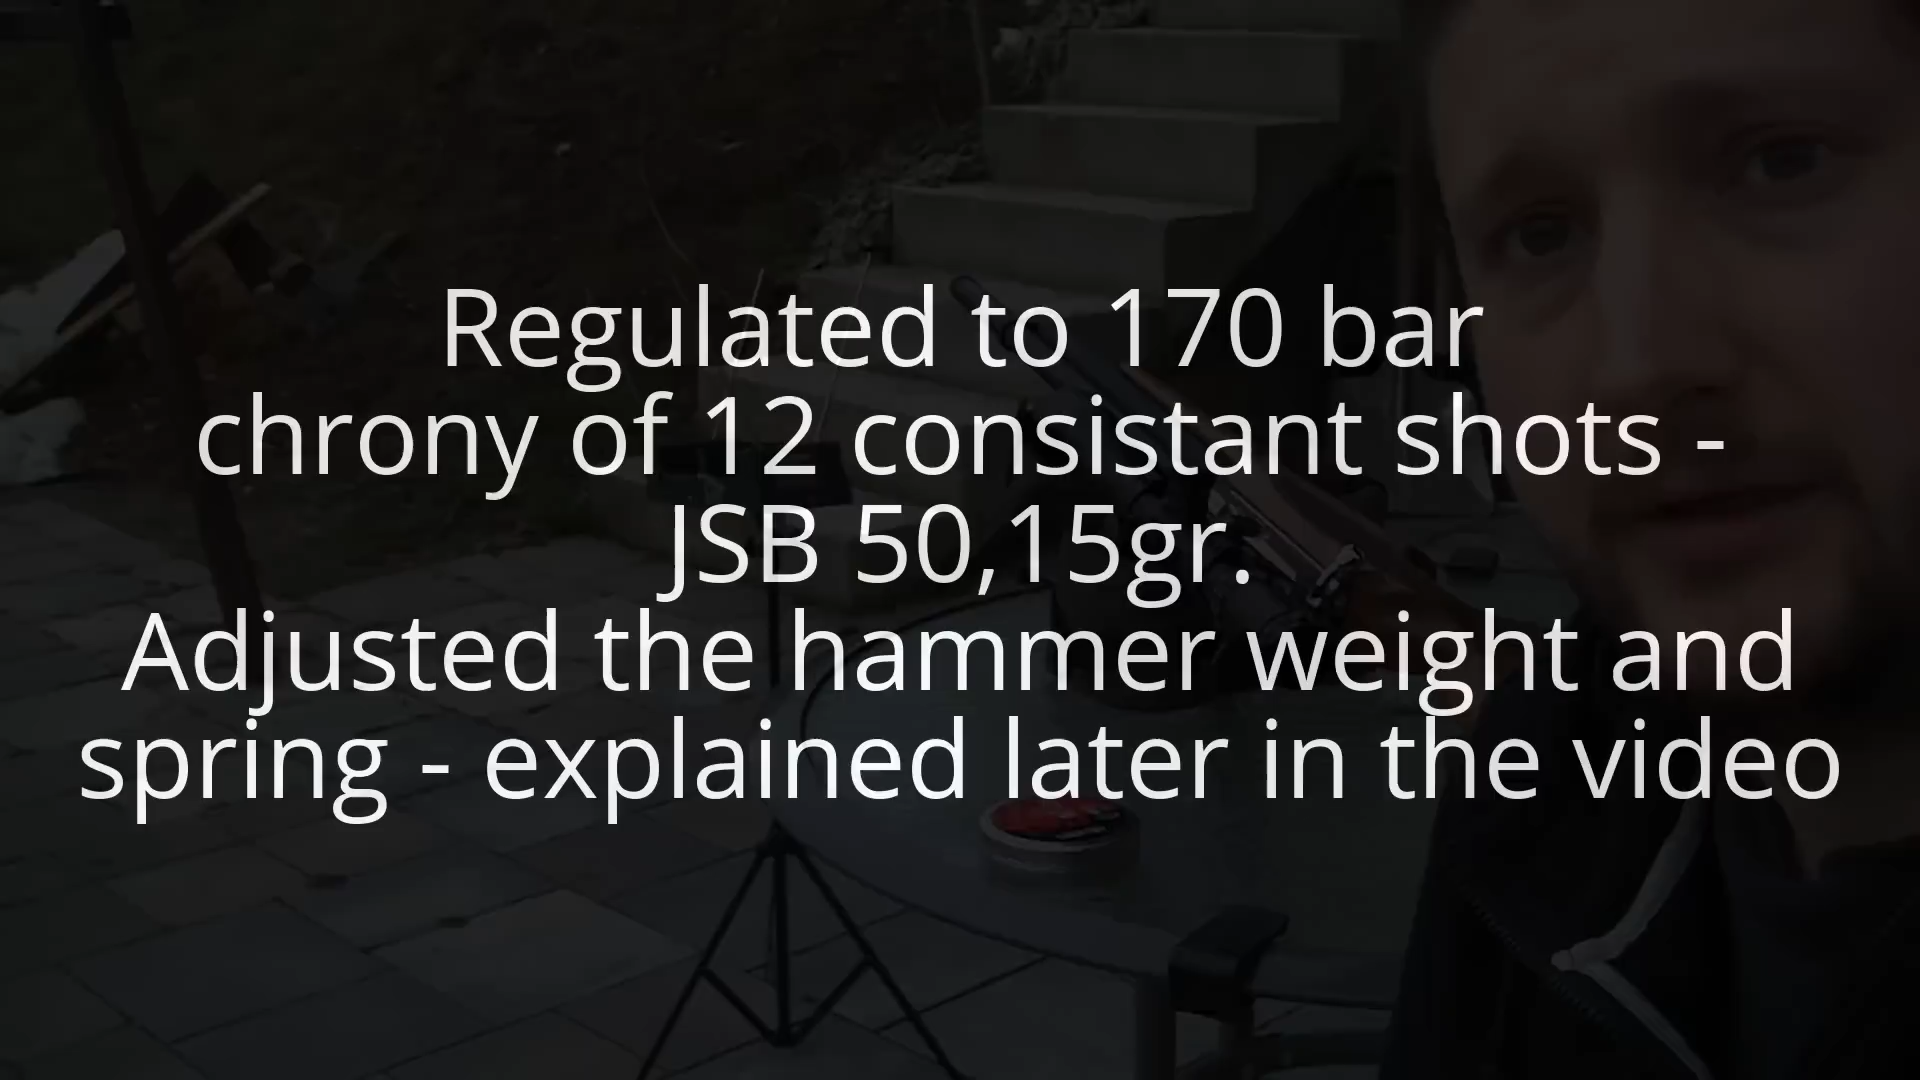 Regulated to 170 bar
chrony of 12 consistant shots -
JSB 50,15gr.
Adjusted the hammer weight and
spring - explained later in the video